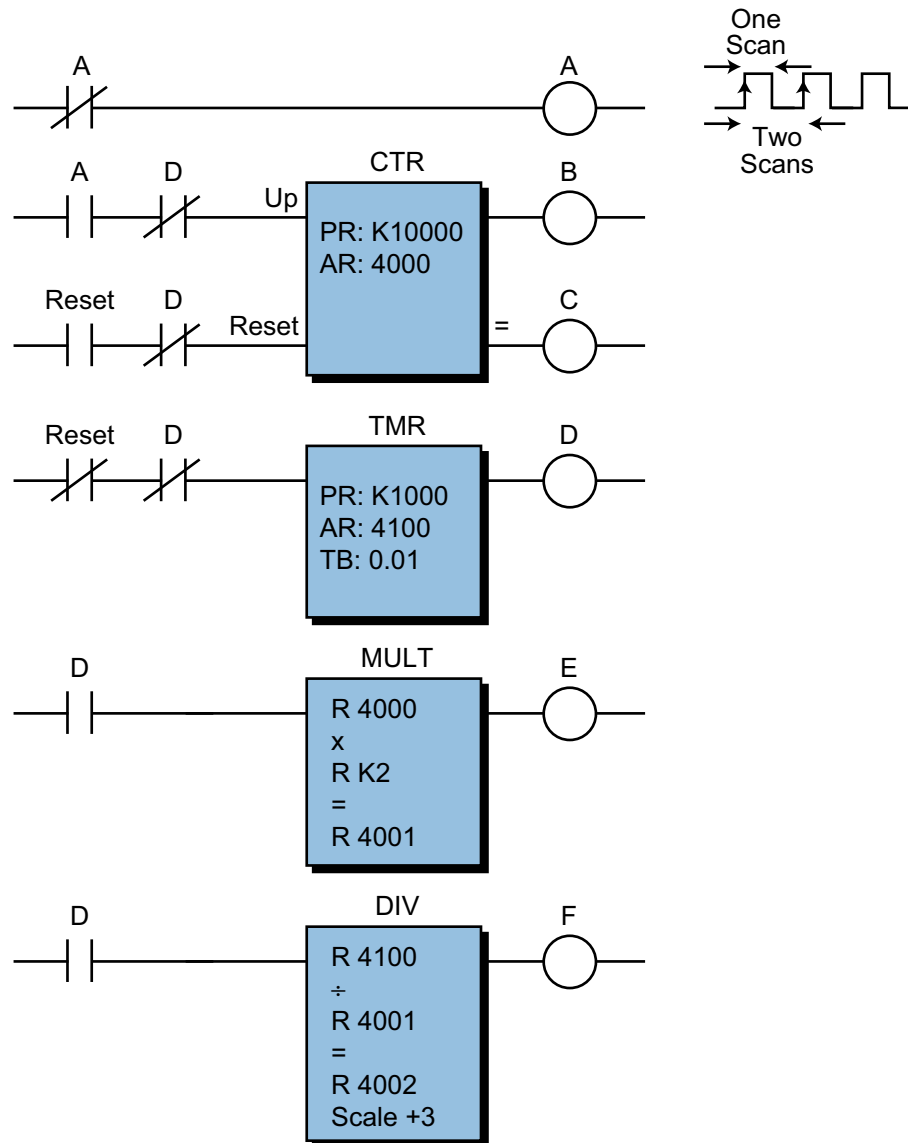 One
Scan
Two
Scans
A A
A D Up CTR B
PR: K10000
AR: 4000
Reset D Reset = C
Reset D TMR D
PR: K1000
AR: 4100
TB: 0.01
D MULT E
R 4000
x
R K2
=
R 4001
D DIV F
R 4100
÷
R 4001
=
R 4002
Scale +3